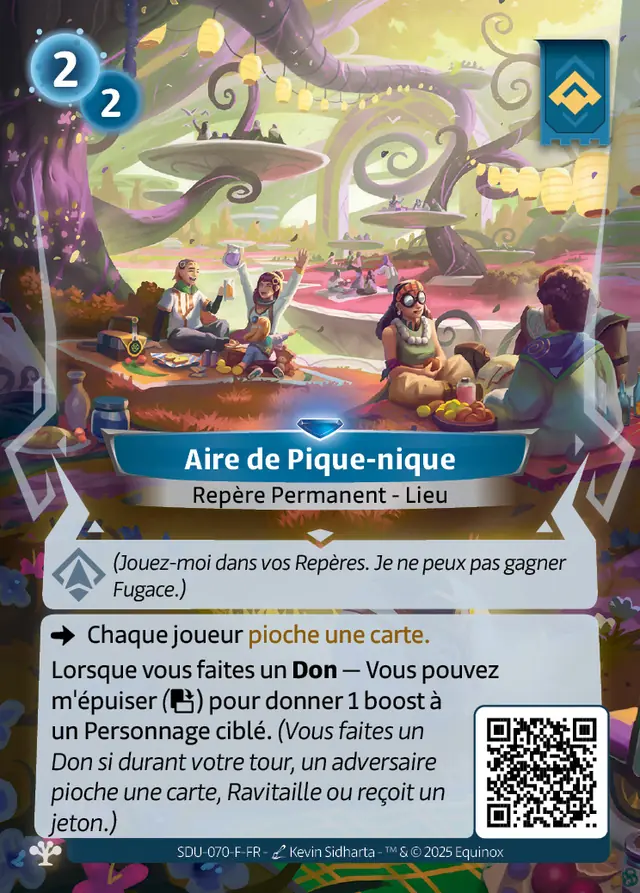 2
2
Aire de Pique-nique
Repère Permanent - Lieu
(Jouez-moi dans vos Repères. Je ne peux pas gagner
Fugace.)
Chaque joueur pioche une carte.
Lorsque vous faites un Don — Vous pouvez
m'épuiser () pour donner 1 boost à
un Personnage ciblé. (Vous faites un
Don si durant votre tour, un adversaire
pioche une carte, Ravitaille ou reçoit un
jeton.)
SDU-070-F-FR - Kevin Sidharta - ™ & © 2025 Equinox